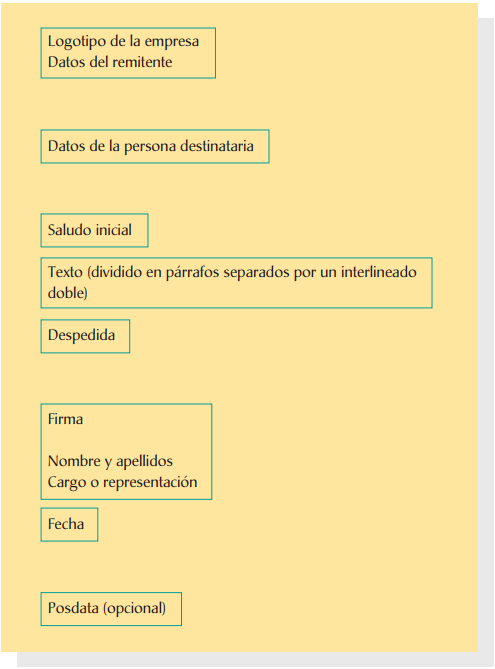 Logotipo de la empresa
Datos del remitente
Datos de la persona destinataria
Saludo inicial
Texto (dividido en párrafos separados por un interlineado
doble)
Despedida
Firma
Nombre y apellidos
Cargo o representación
Fecha
Posdata (opcional)